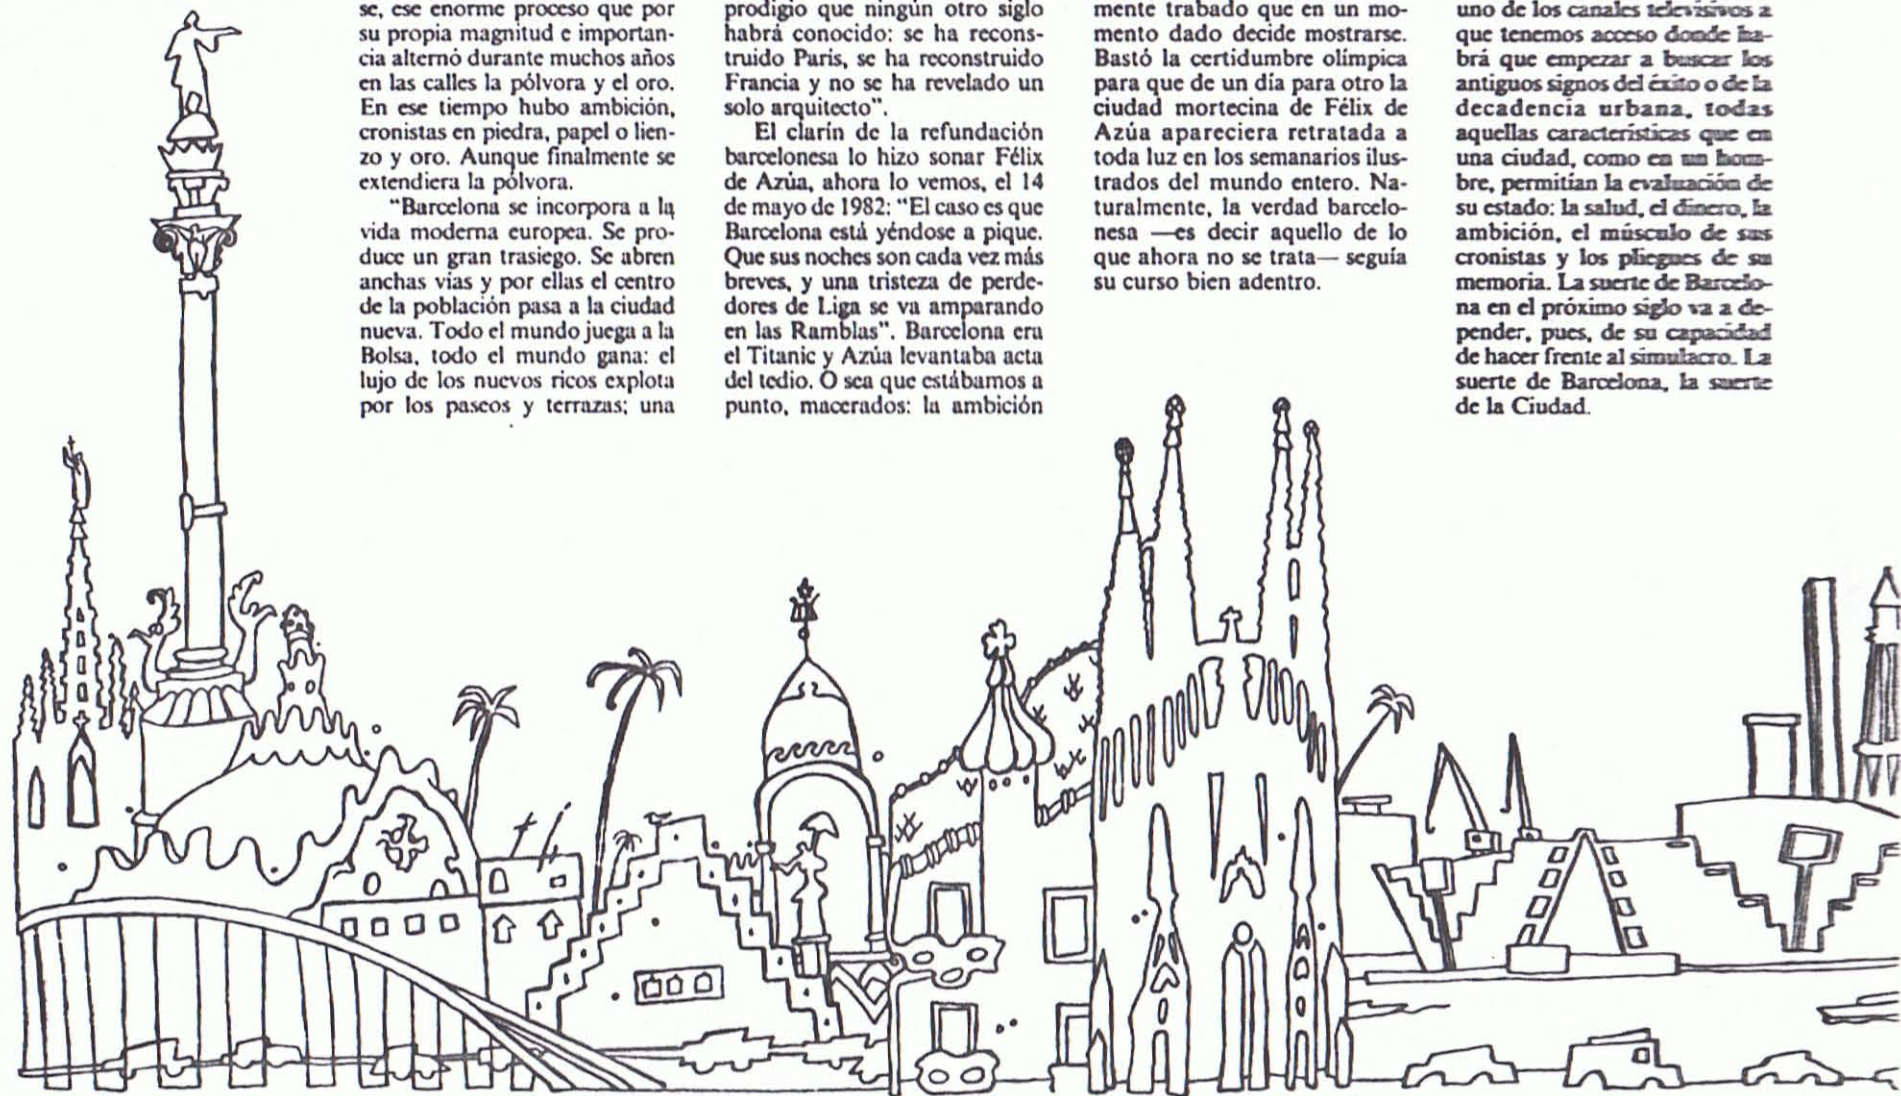 se, ese enorme proceso que por
su propia magnitud e importan-
cia alternó durante muchos años
en las calles la pólvora y el oro.
En ese tiempo hubo ambición,
cronistas en piedra, papel o lien-
zo y oro. Aunque finalmente se
extendiera la pólvora.
"Barcelona se incorpora a la
vida moderna europea. Se pro-
duce un gran trasiego. Se abren
anchas vías y por ellas el centro
de la población pasa a la ciudad
nueva. Todo el mundo juega a la
Bolsa, todo el mundo gana: el
lujo de los nuevos ricos explota
por los paseos y terrazas; una
prodigio que ningún otro siglo
habrá conocido: se ha recons-
truido París, se ha reconstruido
Francia y no se ha revelado un
solo arquitecto".
El clarín de la refundación
barcelonesa lo hizo sonar Félix
de Azúa, ahora lo vemos, el 14
de mayo de 1982: "El caso es que
Barcelona está yéndose a pique.
Que sus noches son cada vez más
breves, y una tristeza de perde-
dores de Liga se va amparando
en las Ramblas". Barcelona era
el Titanic y Azúa levantaba acta
del tedio. O sea que estábamos a
punto, macerados: la ambición
mente trabado que en un mo-
mento dado decide mostrarse.
Bastó la certidumbre olímpica
para que de un día para otro la
ciudad mortecina de Félix de
Azúa apareciera retratada a
toda luz en los semanarios ilus-
trados del mundo entero. Na-
turalmente, la verdad barcelo-
nesa —es decir aquello de lo
que ahora no se trata— seguía
su curso bien adentro.
uno de los canales televisivos a
que tenemos acceso donde ha-
brá que empezar a buscar los
antiguos signos del éxito o de la
decadencia urbana, todas
aquellas características que en
una ciudad, como en un hom-
bre, permitían la evaluación de
su estado: la salud, el dinero, la
ambición, el músculo de sus
cronistas y los pliegues de su
memoria. La suerte de Barcelo-
na en el próximo siglo va a de-
pender, pues, de su capacidad
de hacer frente al simulacro. La
suerte de Barcelona, la suerte
de la Ciudad.